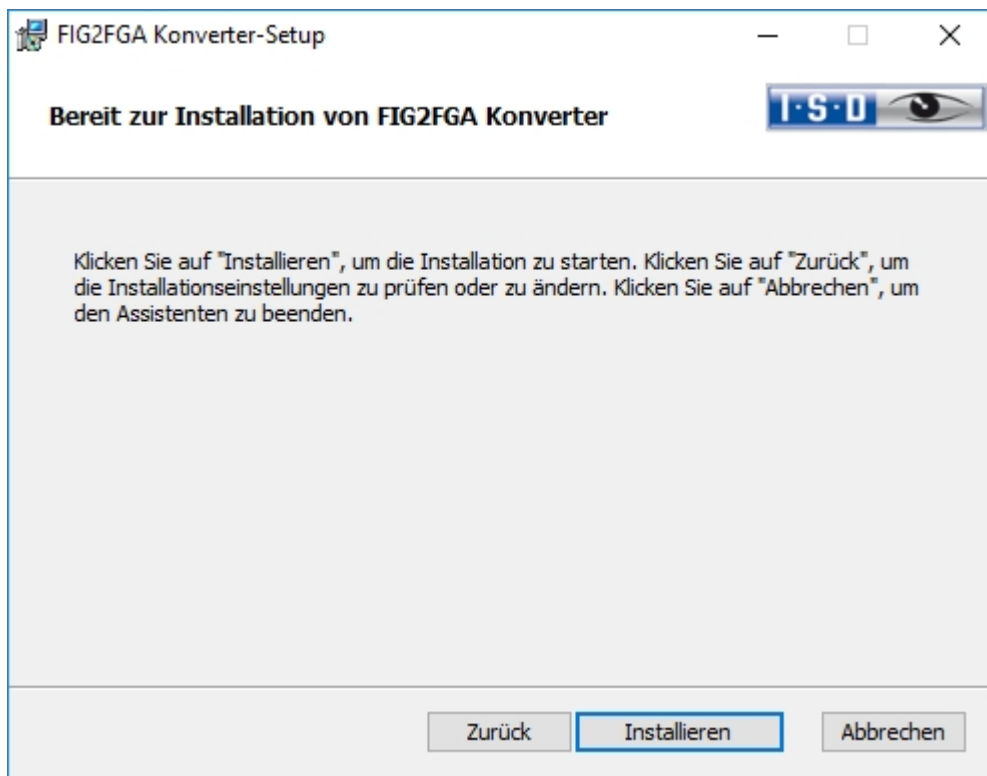 FIG2FGA Konverter-Setup
Bereit zur Installation von FIG2FGA Konverter
I·S·D
Klicken Sie auf "Installieren", um die Installation zu starten. Klicken Sie auf "Zurück", um
die Installationseinstellungen zu prüfen oder zu ändern. Klicken Sie auf "Abbrechen", um
den Assistenten zu beenden.
Zurück
Installieren
Abbrechen